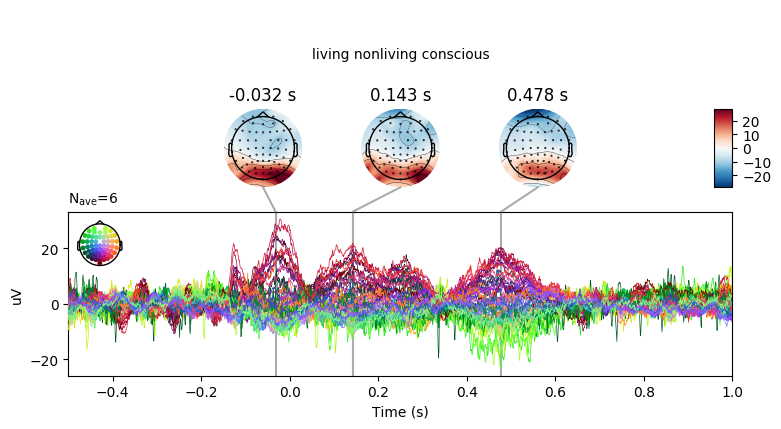 living nonliving conscious
-0.032 s 0.143 s 0.478 s
20
10
0
−10
−20
Nave=6
20
0
−20
uV
−0.4 −0.2 0.0 0.2 0.4 0.6 0.8 1.0
Time (s)